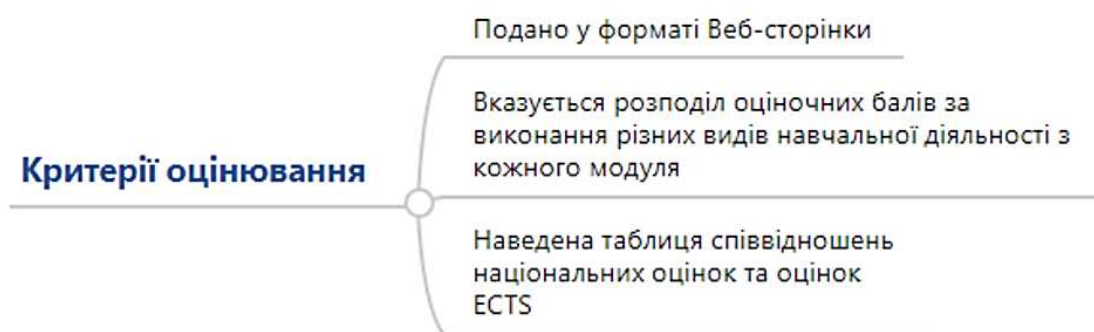 Подано у форматі Веб-сторінки
Вказується розподіл оціночних балів за
виконання різних видів навчальної діяльності з
кожного модуля
Критерії оцінювання
Наведена таблиця співвідношень
національних оцінок та оцінок
ECTS